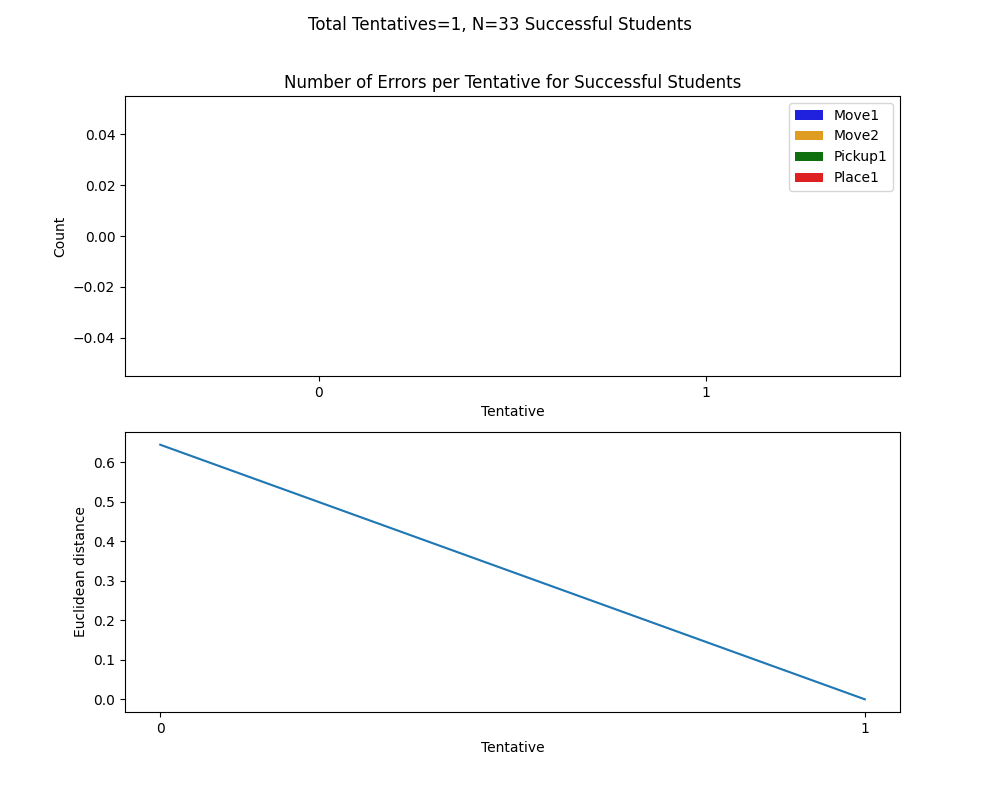 Total Tentatives=1, N=33 Successful Students
Number of Errors per Tentative for Successful Students
Move1
Move2
Pickup1
Place1
0.04
0.02
0.00
−0.02
−0.04
Count
0 1
Tentative
0.6
0.5
0.4
0.3
0.2
0.1
0.0
Euclidean distance
0 1
Tentative